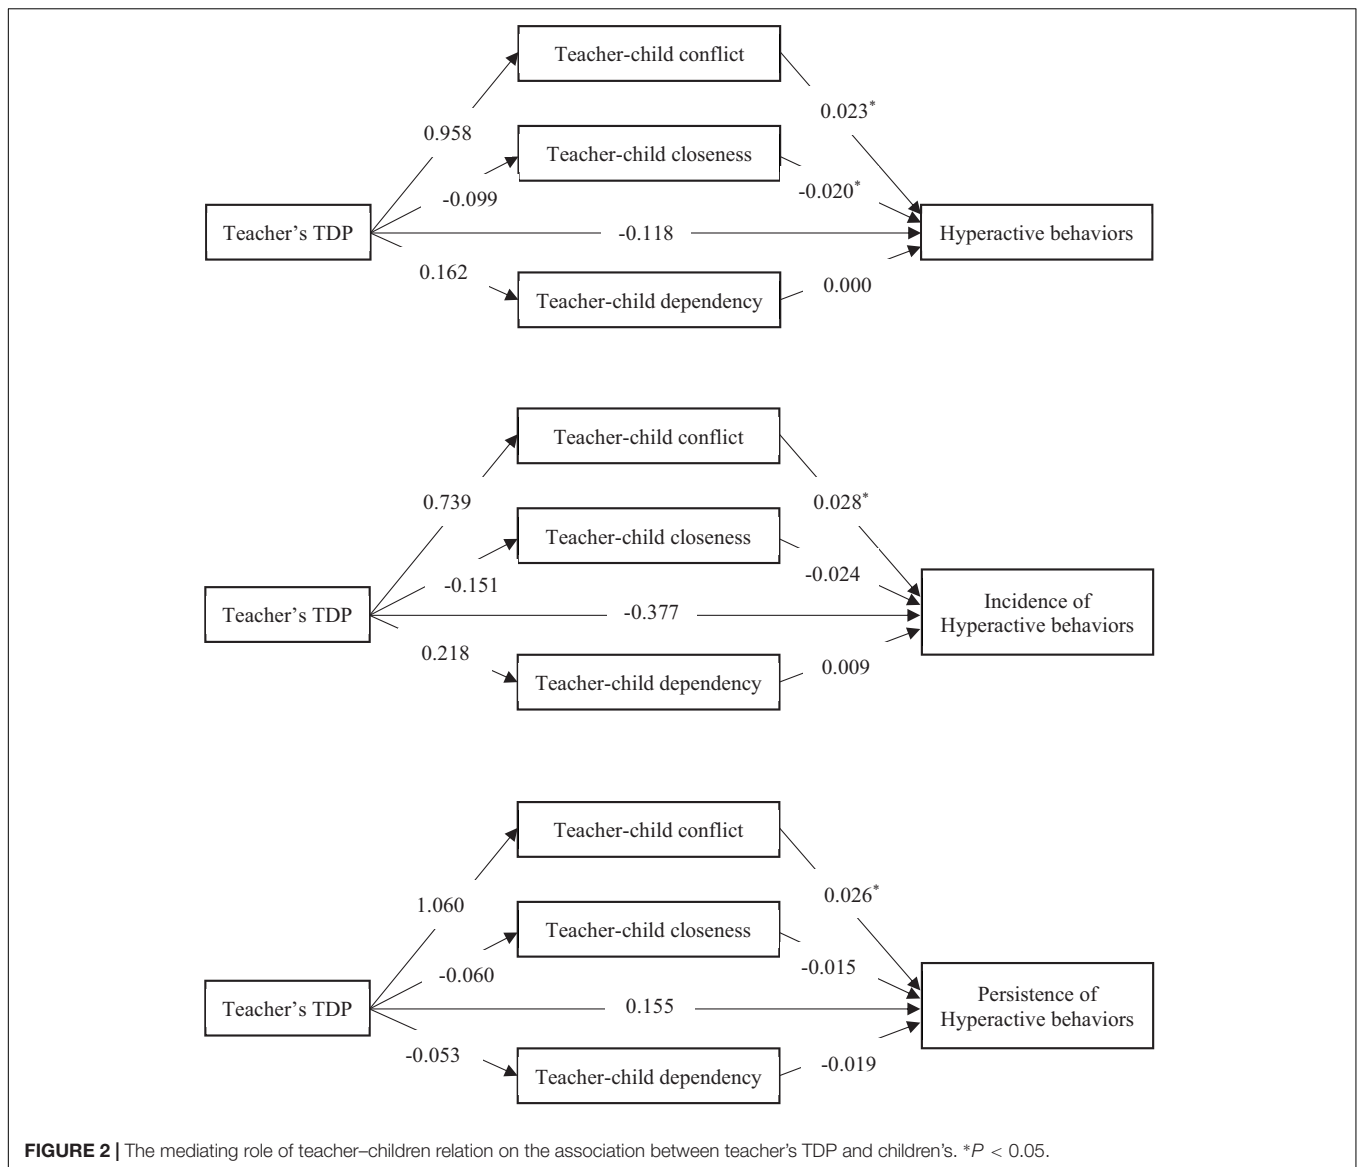 Teacher-child conflict
0.023*
0.958
Teacher-child closeness
-0.020*
-0.099
Teacher's TDP
-0.118
Hyperactive behaviors
0.162
0.000
Teacher-child dependency
Teacher-child conflict
0.739
0.028*
Teacher-child closeness
-0.024
-0.151
Teacher's TDP
-0.377
Incidence of
Hyperactive behaviors
0.218
0.009
Teacher-child dependency
Teacher-child conflict
1.060
0.026*
Teacher-child closeness
-0.015
-0.060
Teacher's TDP
0.155
Persistence of
Hyperactive behaviors
-0.053
-0.019
Teacher-child dependency
FIGURE 2 | The mediating role of teacher–children relation on the association between teacher's TDP and children's. *P < 0.05.